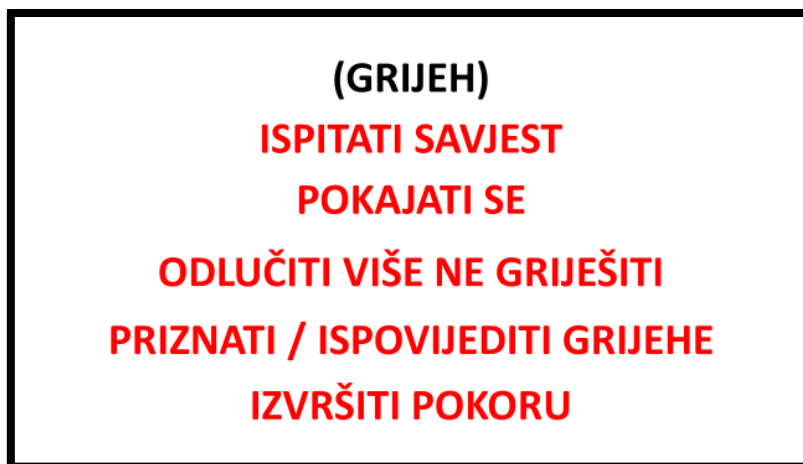 (GRIJEH)
ISPITATI SAVJEST
POKAJATI SE
ODLUČITI VIŠE NE GRIJEŠITI
PRIZNATI / ISPOVIJEDITI GRIJEHE
IZVRŠITI POKORU